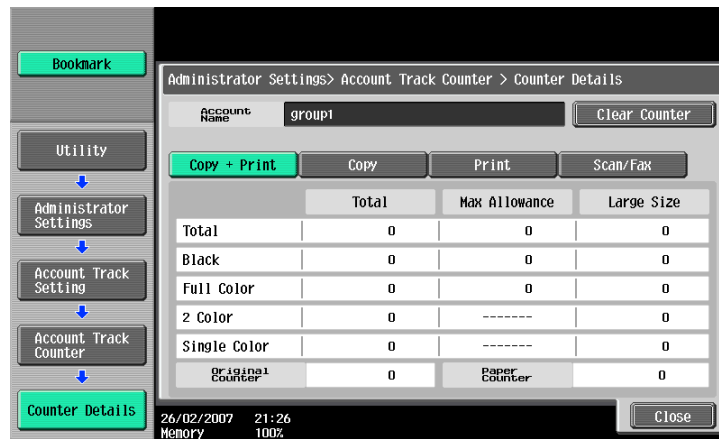 Bookmark
Utility
Administrator
Settings
Account Track
Setting
Account Track
Counter
Counter Details
Administrator Settings> Account Track Counter > Counter Details
Account
Name
group1
Clear Counter
Copy + Print Copy Print Scan/Fax
Total Max Allowance Large Size
Total 0 0 0
Black 0 0 0
Full Color 0 0 0
2 Color 0 ------- 0
Single Color 0 ------- 0
Original
Counter
0
Paper
Counter
0
26/02/2007 21:26
Memory 100%
Close